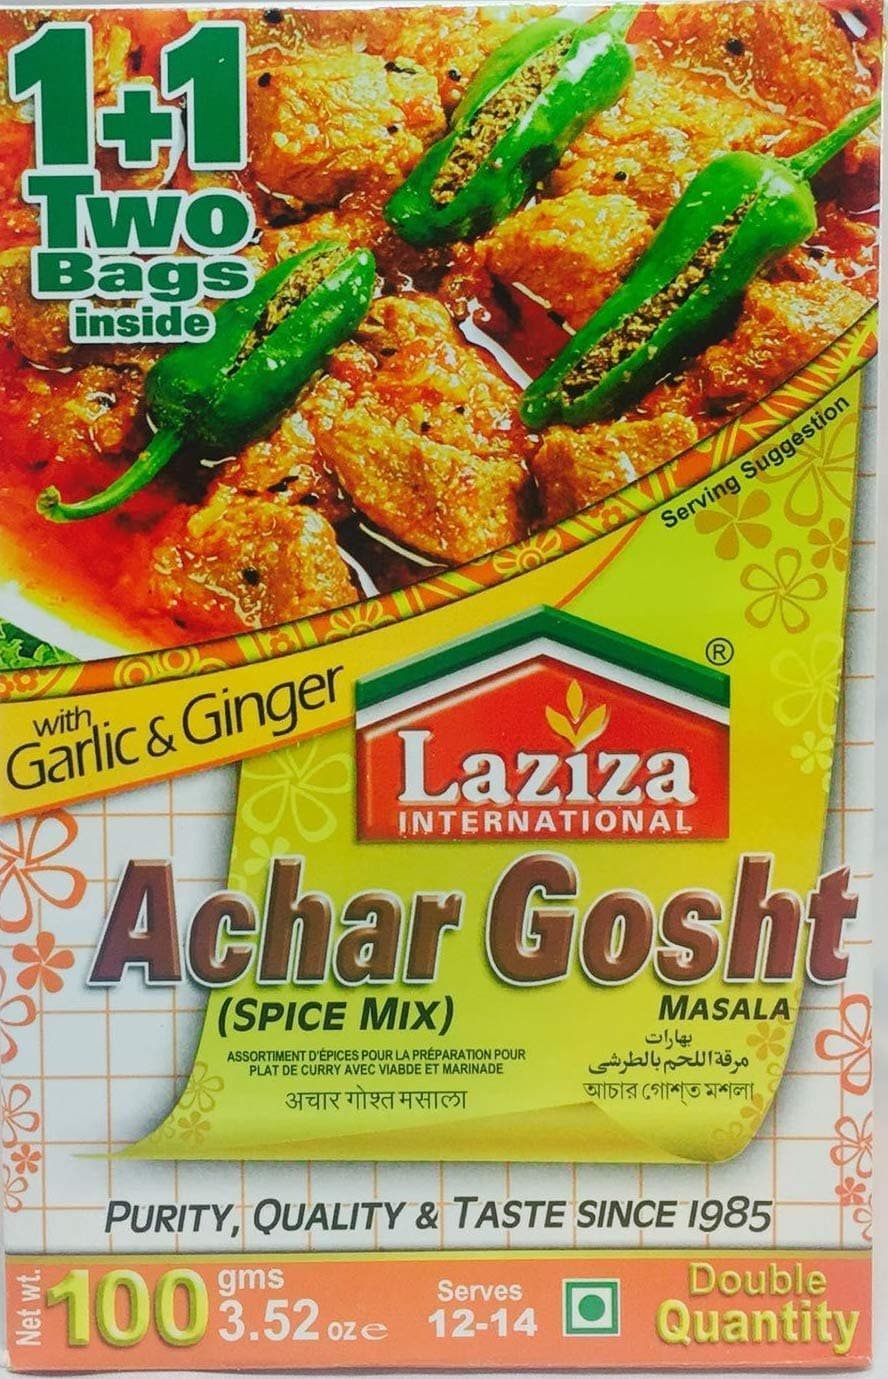 1+1
Two
Bags
inside
Serving Suggestion
with
Garlic & Ginger
®
Laziza
INTERNATIONAL
Achar Gosht
(SPICE MIX)
MASALA
ASSORTIMENT D'ÉPICES POUR LA PRÉPARATION POUR
PLAT DE CURRY AVEC VIABDE ET MARINADE
بهارات
مرقة اللحم بالطرشى
अचार गोश्त मसाला
আচার গোশ্ত মশলা
PURITY, QUALITY & TASTE SINCE 1985
Net wt.
100 gms
3.52 oz e
Serves
12-14
Double
Quantity